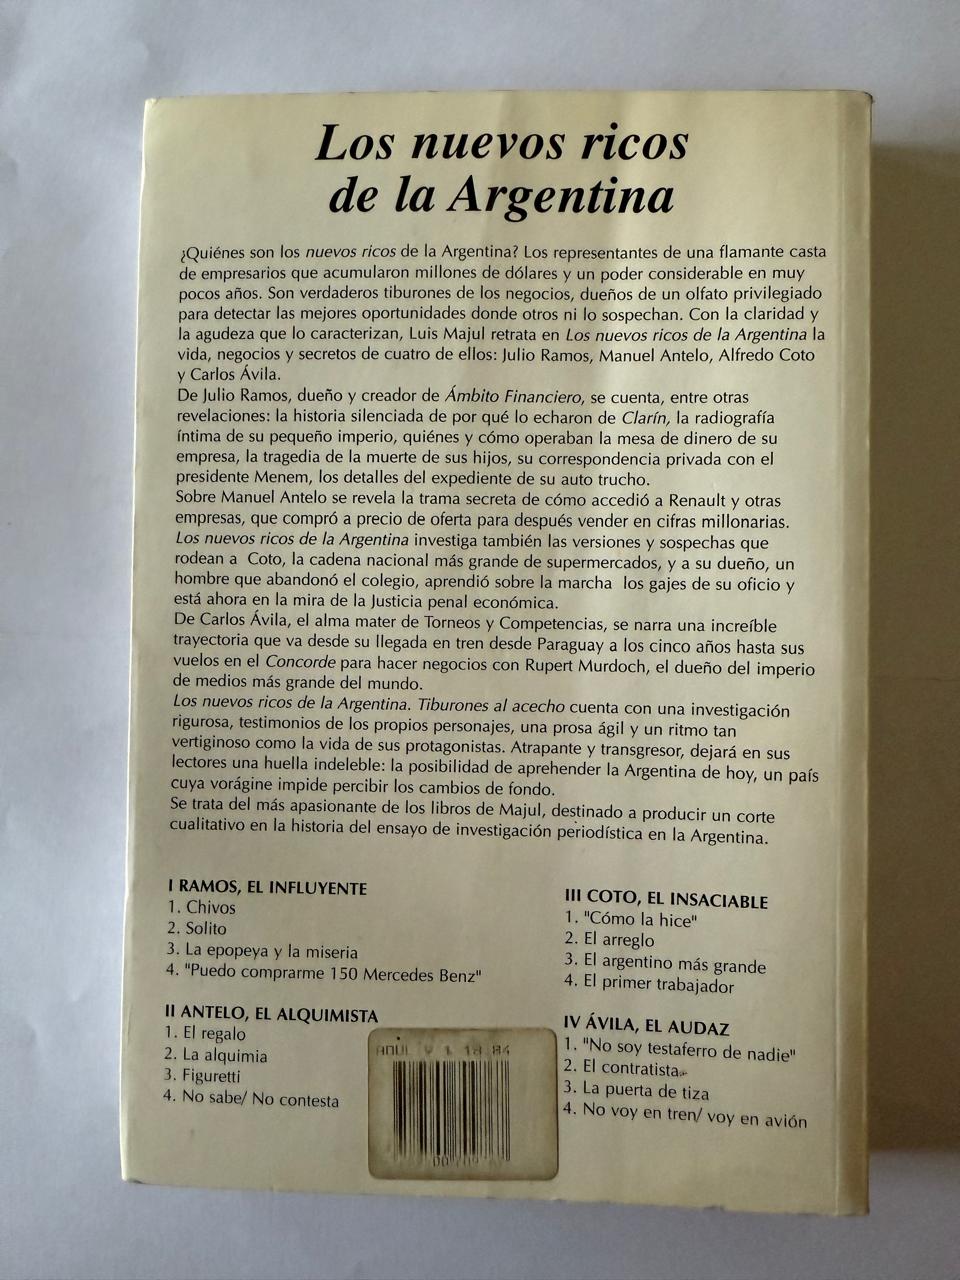 Los nuevos ricos
de la Argentina
¿Quiénes son los nuevos ricos de la Argentina? Los representantes de una flamante casta
de empresarios que acumularon millones de dólares y un poder considerable en muy
pocos años. Son verdaderos tiburones de los negocios, dueños de un olfato privilegiado
para detectar las mejores oportunidades donde otros ni lo sospechan. Con la claridad y
la agudeza que lo caracterizan, Luis Majul retrata en Los nuevos ricos de la Argentina la
vida, negocios y secretos de cuatro de ellos: Julio Ramos, Manuel Antelo, Alfredo Coto
y Carlos Ávila.
De Julio Ramos, dueño y creador de Ámbito Financiero, se cuenta, entre otras
revelaciones: la historia silenciada de por qué lo echaron de Clarín, la radiografía
íntima de su pequeño imperio, quiénes y cómo operaban la mesa de dinero de su
empresa, la tragedia de la muerte de sus hijos, su correspondencia privada con el
presidente Menem, los detalles del expediente de su auto trucho.
Sobre Manuel Antelo se revela la trama secreta de cómo accedió a Renault y otras
empresas, que compró a precio de oferta para después vender en cifras millonarias.
Los nuevos ricos de la Argentina investiga también las versiones y sospechas que
rodean a Coto, la cadena nacional más grande de supermercados, y a su dueño, un
hombre que abandonó el colegio, aprendió sobre la marcha los gajes de su oficio y
está ahora en la mira de la Justicia penal económica.
De Carlos Ávila, el alma mater de Torneos y Competencias, se narra una increíble
trayectoria que va desde su llegada en tren desde Paraguay a los cinco años hasta sus
vuelos en el Concorde para hacer negocios con Rupert Murdoch, el dueño del imperio
de medios más grande del mundo.
Los nuevos ricos de la Argentina. Tiburones al acecho cuenta con una investigación
rigurosa, testimonios de los propios personajes, una prosa ágil y un ritmo tan
vertiginoso como la vida de sus protagonistas. Atrapante y transgresor, dejará en sus
lectores una huella indeleble: la posibilidad de aprehender la Argentina de hoy, un país
cuya vorágine impide percibir los cambios de fondo.
Se trata del más apasionante de los libros de Majul, destinado a producir un corte
cualitativo en la historia del ensayo de investigación periodística en la Argentina.
I RAMOS, EL INFLUYENTE
1. Chivos
2. Solito
3. La epopeya y la miseria
4. "Puedo comprarme 150 Mercedes Benz"
II ANTELO, EL ALQUIMISTA
1. El regalo
2. La alquimia
3. Figuretti
4. No sabe/ No contesta
III COTO, EL INSACIABLE
1. "Cómo la hice"
2. El arreglo
3. El argentino más grande
4. El primer trabajador
IV ÁVILA, EL AUDAZ
1. "No soy testaferro de nadie"
2. El contratista
3. La puerta de tiza
4. No voy en tren/ voy en avión